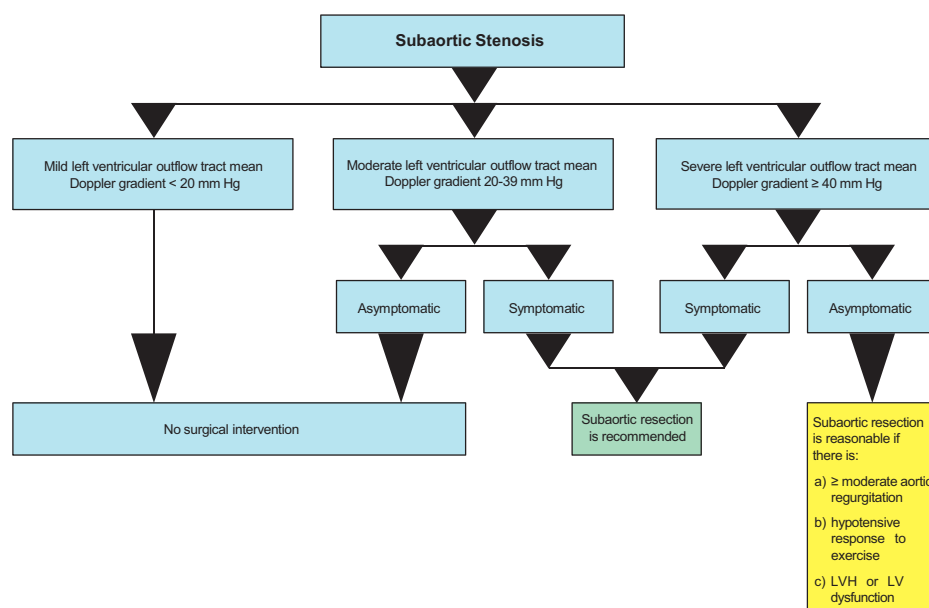 Subaortic Stenosis
Mild left ventricular outflow tract mean
Doppler gradient < 20 mm Hg
Moderate left ventricular outflow tract mean
Doppler gradient 20-39 mm Hg
Severe left ventricular outflow tract mean
Doppler gradient ≥ 40 mm Hg
Asymptomatic
Symptomatic
Symptomatic
Asymptomatic
No surgical intervention
Subaortic resection
is recommended
Subaortic resection
is reasonable if
there is:
a) ≥ moderate aortic
regurgitation
b) hypotensive
response to
exercise
c) LVH or LV
dysfunction